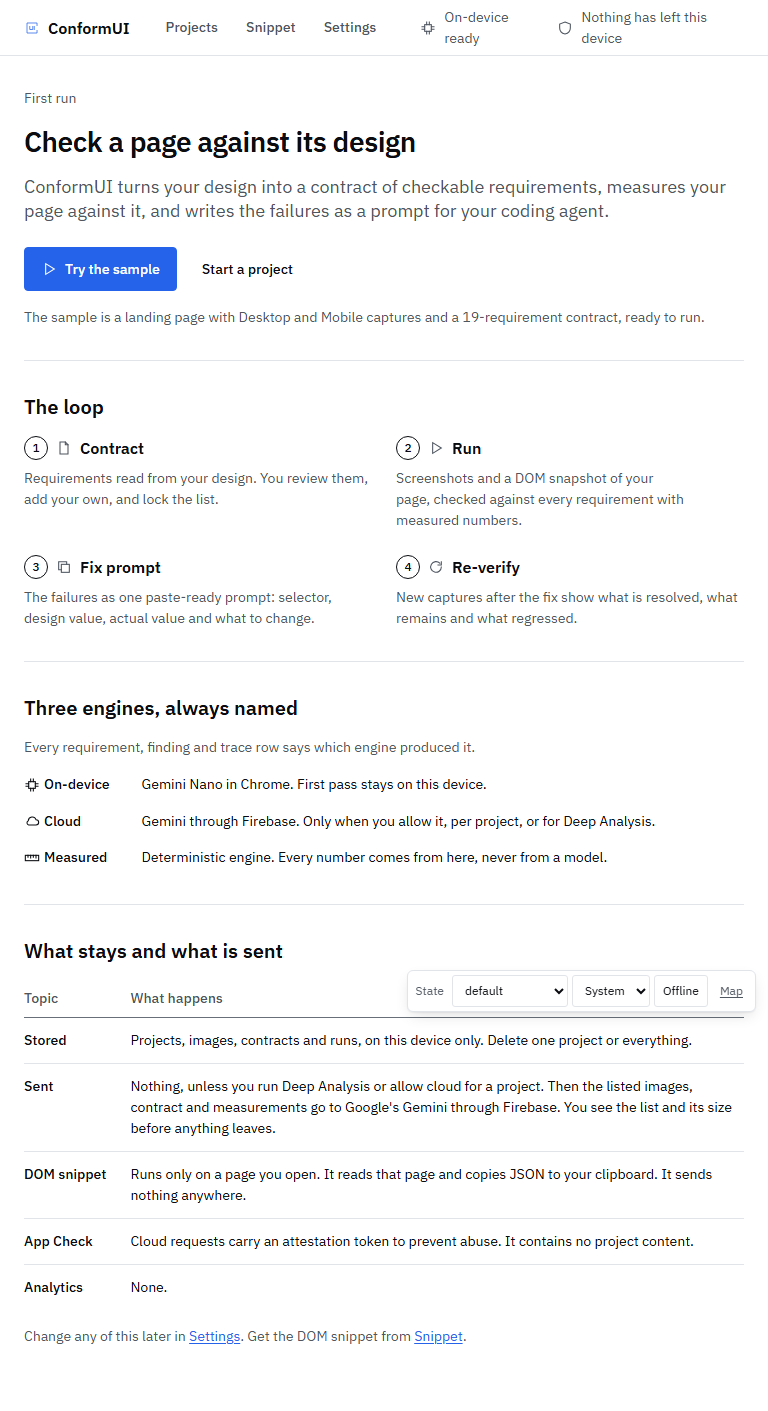 ConformUI
Projects
Snippet
Settings
On-device
ready
Nothing has left this
device
First run
Check a page against its design
ConformUI turns your design into a contract of checkable requirements, measures your
page against it, and writes the failures as a prompt for your coding agent.
Try the sample
Start a project
The sample is a landing page with Desktop and Mobile captures and a 19-requirement contract, ready to run.
The loop
1 Contract
Requirements read from your design. You review them,
add your own, and lock the list.
2 Run
Screenshots and a DOM snapshot of your
page, checked against every requirement with
measured numbers.
3 Fix prompt
The failures as one paste-ready prompt: selector,
design value, actual value and what to change.
4 Re-verify
New captures after the fix show what is resolved, what
remains and what regressed.
Three engines, always named
Every requirement, finding and trace row says which engine produced it.
On-device Gemini Nano in Chrome. First pass stays on this device.
Cloud Gemini through Firebase. Only when you allow it, per project, or for Deep Analysis.
Measured Deterministic engine. Every number comes from here, never from a model.
What stays and what is sent
State default System Offline Map
Topic What happens
Stored Projects, images, contracts and runs, on this device only. Delete one project or everything.
Sent Nothing, unless you run Deep Analysis or allow cloud for a project. Then the listed images,
contract and measurements go to Google's Gemini through Firebase. You see the list and its size
before anything leaves.
DOM snippet Runs only on a page you open. It reads that page and copies JSON to your clipboard. It sends
nothing anywhere.
App Check Cloud requests carry an attestation token to prevent abuse. It contains no project content.
Analytics None.
Change any of this later in Settings. Get the DOM snippet from Snippet.